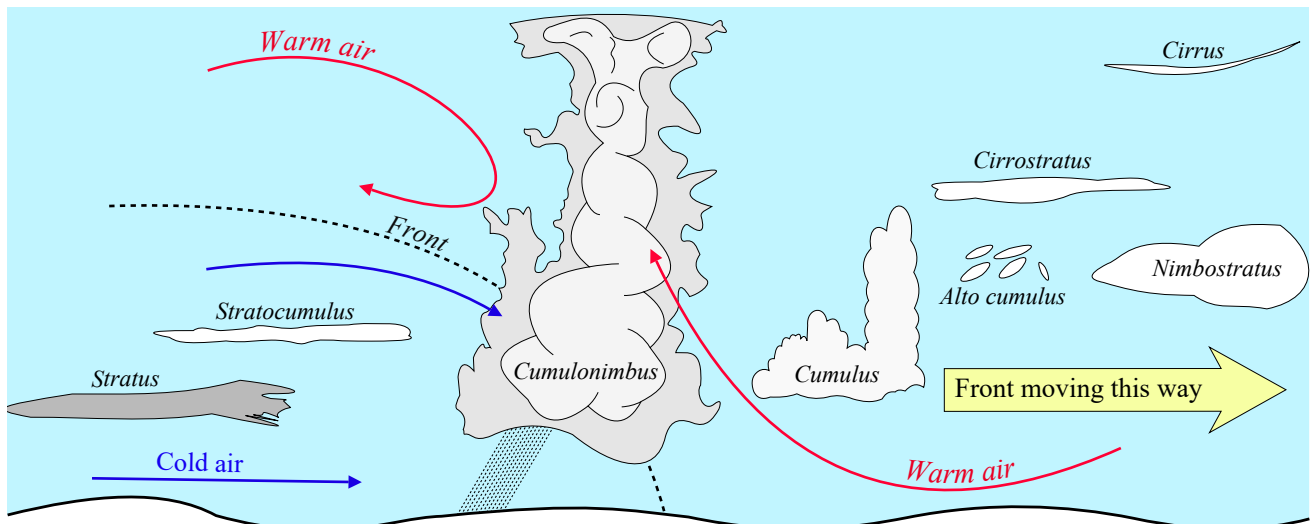 Warm air
Cirrus
Cirrostratus
Front
Nimbostratus
Alto cumulus
Stratocumulus
Cumulonimbus
Cumulus
Stratus
Front moving this way
Cold air
Warm air